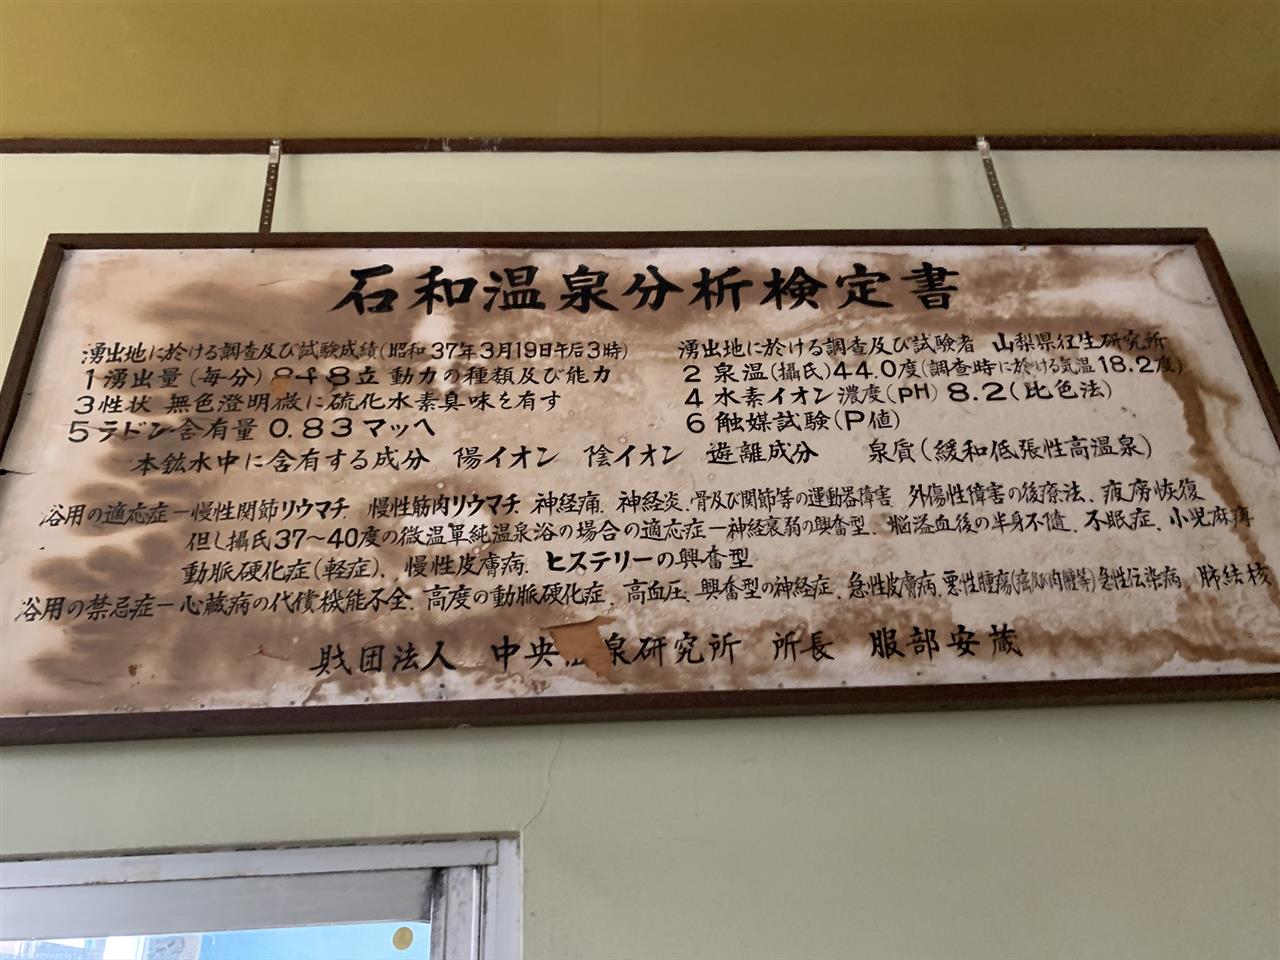 石和温泉分析検定書
湧出地に於ける調査及び試験成績(昭和37年3月19日午后3時)
湧出地に於ける調査及び試験者 山梨県衛生研究所
1湧出量(毎分) 立 動力の種類及び能力
2 泉温(攝氏)44.0度(調査時に於ける気温18.2度)
3性状 無色澄明微に硫化水素臭味を有す
4 水素イオン濃度(PH) 8.2(比色法)
5ラドン含有量 0.83マッヘ
6 触媒試験(P値)
本鉱水中に含有する成分 陽イオン 陰イオン 遊離成分 泉質(緩和低張性高温泉)
浴用の適応症ー慢性関節リウマチ 慢性筋肉リウマチ 神経痛、神経炎、骨及び関節等の運動器障害 外傷性障害の後療法、疲労恢復
但し攝氏37～40度の微温単純温泉浴の場合の適応症ー神経衰弱の興奮型、脳溢血後の半身不随、不眠症、小児麻痺
動脈硬化症(軽症)、慢性皮膚病、ヒステリーの興奮型
浴用の禁忌症ー心臓病の代償機能不全、高度の動脈硬化症、高血圧、興奮型の神経症、急性皮膚病、悪性腫瘍(癌及び肉腫等)急性伝染病 肺結核
財団法人 中央 泉研究所 所長 服部安蔵